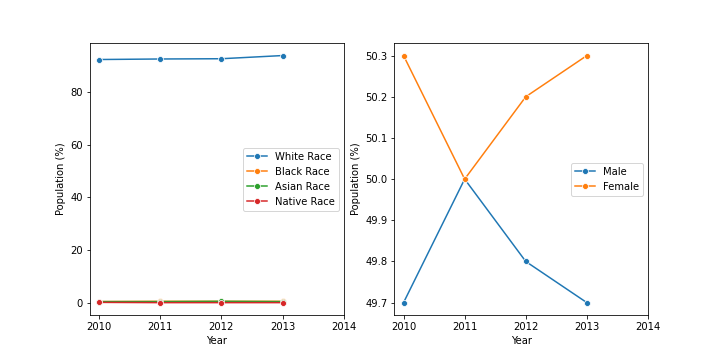 80
60
40
20
0
Population (%)
2010 2011 2012 2013 2014
Year
White Race
Black Race
Asian Race
Native Race
50.3
50.2
50.1
50.0
49.9
49.8
49.7
Population (%)
2010 2011 2012 2013 2014
Year
Male
Female